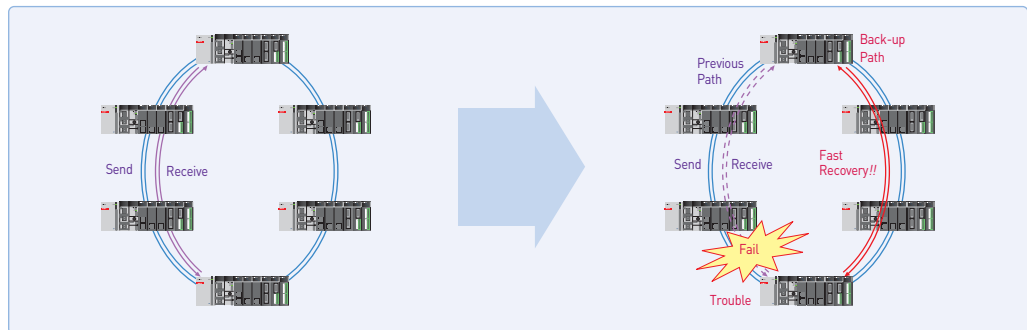 Send
Receive
Back-up
Path
Previous
Path
Send
Receive
Fast
Recovery!!
Fail
Trouble